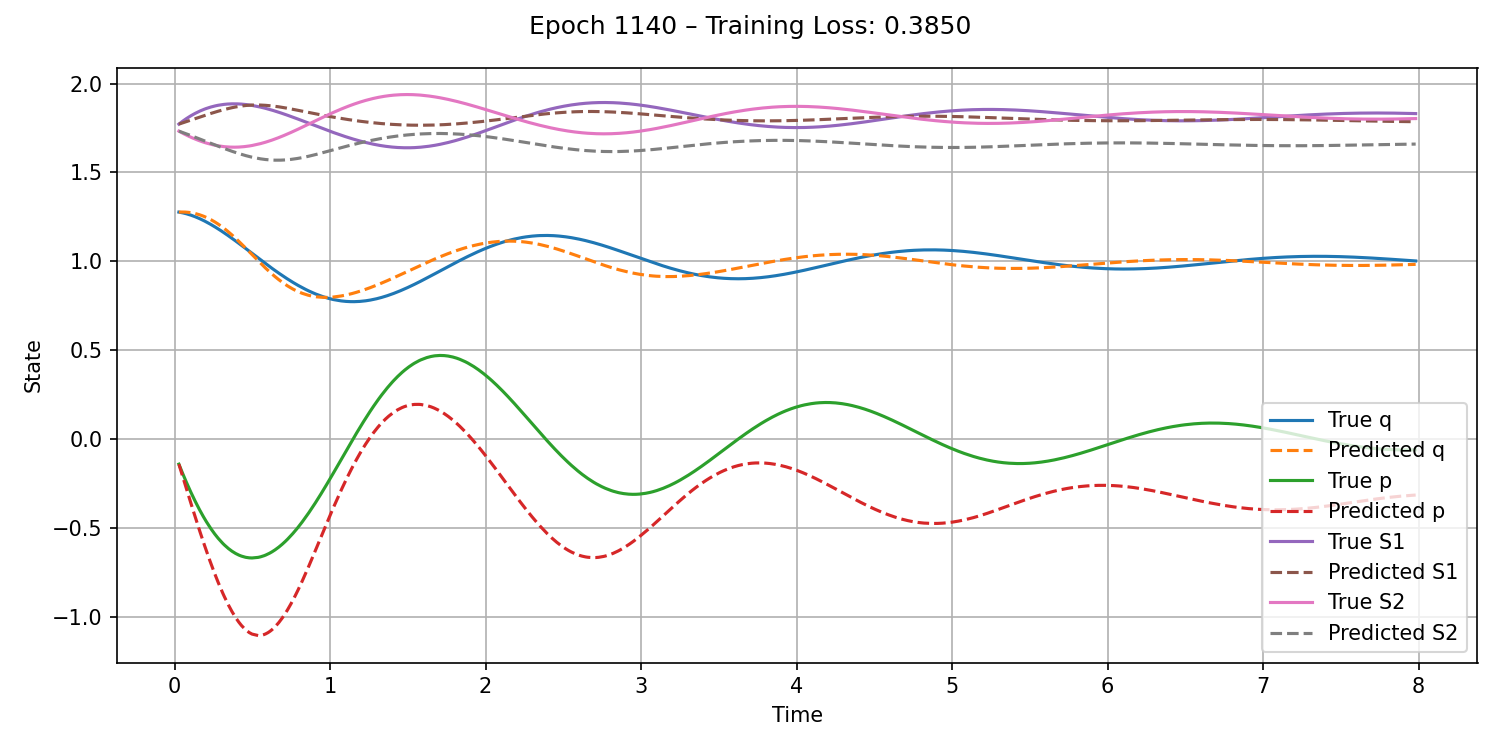 Epoch 1140 – Training Loss: 0.3850
2.0
1.5
1.0
0.5
0.0
−0.5
−1.0
State
True q
Predicted q
True p
Predicted p
True S1
Predicted S1
True S2
Predicted S2
0 1 2 3 4 5 6 7 8
Time